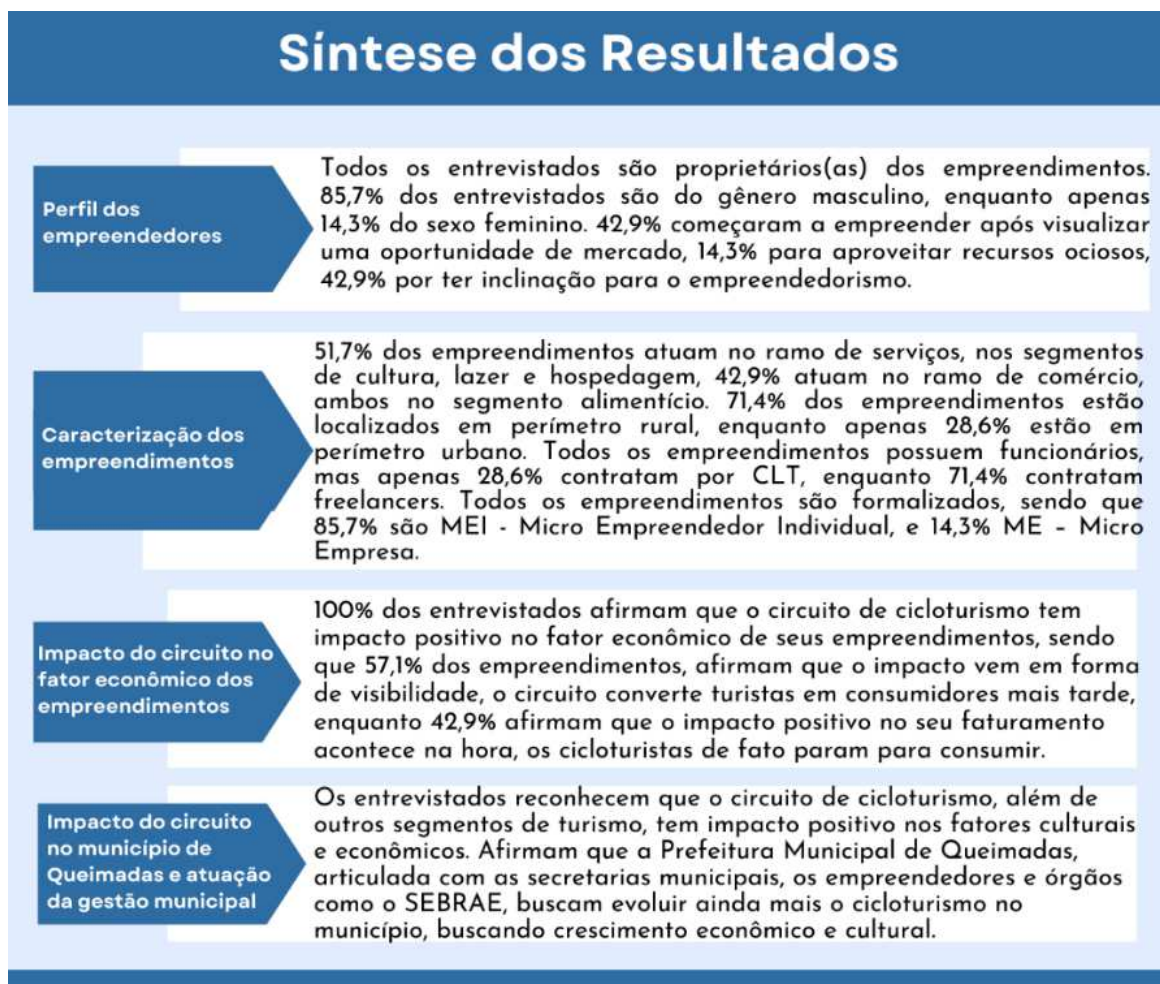 Síntese dos Resultados
Perfil dos
empreendedores
Todos os entrevistados são proprietários(as) dos empreendimentos.
85,7% dos entrevistados são do gênero masculino, enquanto apenas
14,3% do sexo feminino. 42,9% começaram a empreender após visualizar
uma oportunidade de mercado, 14,3% para aproveitar recursos ociosos,
42,9% por ter inclinação para o empreendedorismo.
Caracterização dos
empreendimentos
51,7% dos empreendimentos atuam no ramo de serviços, nos segmentos
de cultura, lazer e hospedagem, 42,9% atuam no ramo de comércio,
ambos no segmento alimentício. 71,4% dos empreendimentos estão
localizados em perímetro rural, enquanto apenas 28,6% estão em
perímetro urbano. Todos os empreendimentos possuem funcionários,
mas apenas 28,6% contratam por CLT, enquanto 71,4% contratam
freelancers. Todos os empreendimentos são formalizados, sendo que
85,7% são MEI - Micro Empreendedor Individual, e 14,3% ME – Micro
Empresa.
Impacto do circuito no
fator econômico dos
empreendimentos
100% dos entrevistados afirmam que o circuito de cicloturismo tem
impacto positivo no fator econômico de seus empreendimentos, sendo
que 57,1% dos empreendimentos, afirmam que o impacto vem em forma
de visibilidade, o circuito converte turistas em consumidores mais tarde,
enquanto 42,9% afirmam que o impacto positivo no seu faturamento
acontece na hora, os cicloturistas de fato param para consumir.
Impacto do circuito
no município de
Queimadas e atuação
da gestão municipal
Os entrevistados reconhecem que o circuito de cicloturismo, além de
outros segmentos de turismo, tem impacto positivo nos fatores culturais
e econômicos. Afirmam que a Prefeitura Municipal de Queimadas,
articulada com as secretarias municipais, os empreendedores e órgãos
como o SEBRAE, buscam evoluir ainda mais o cicloturismo no
município, buscando crescimento econômico e cultural.